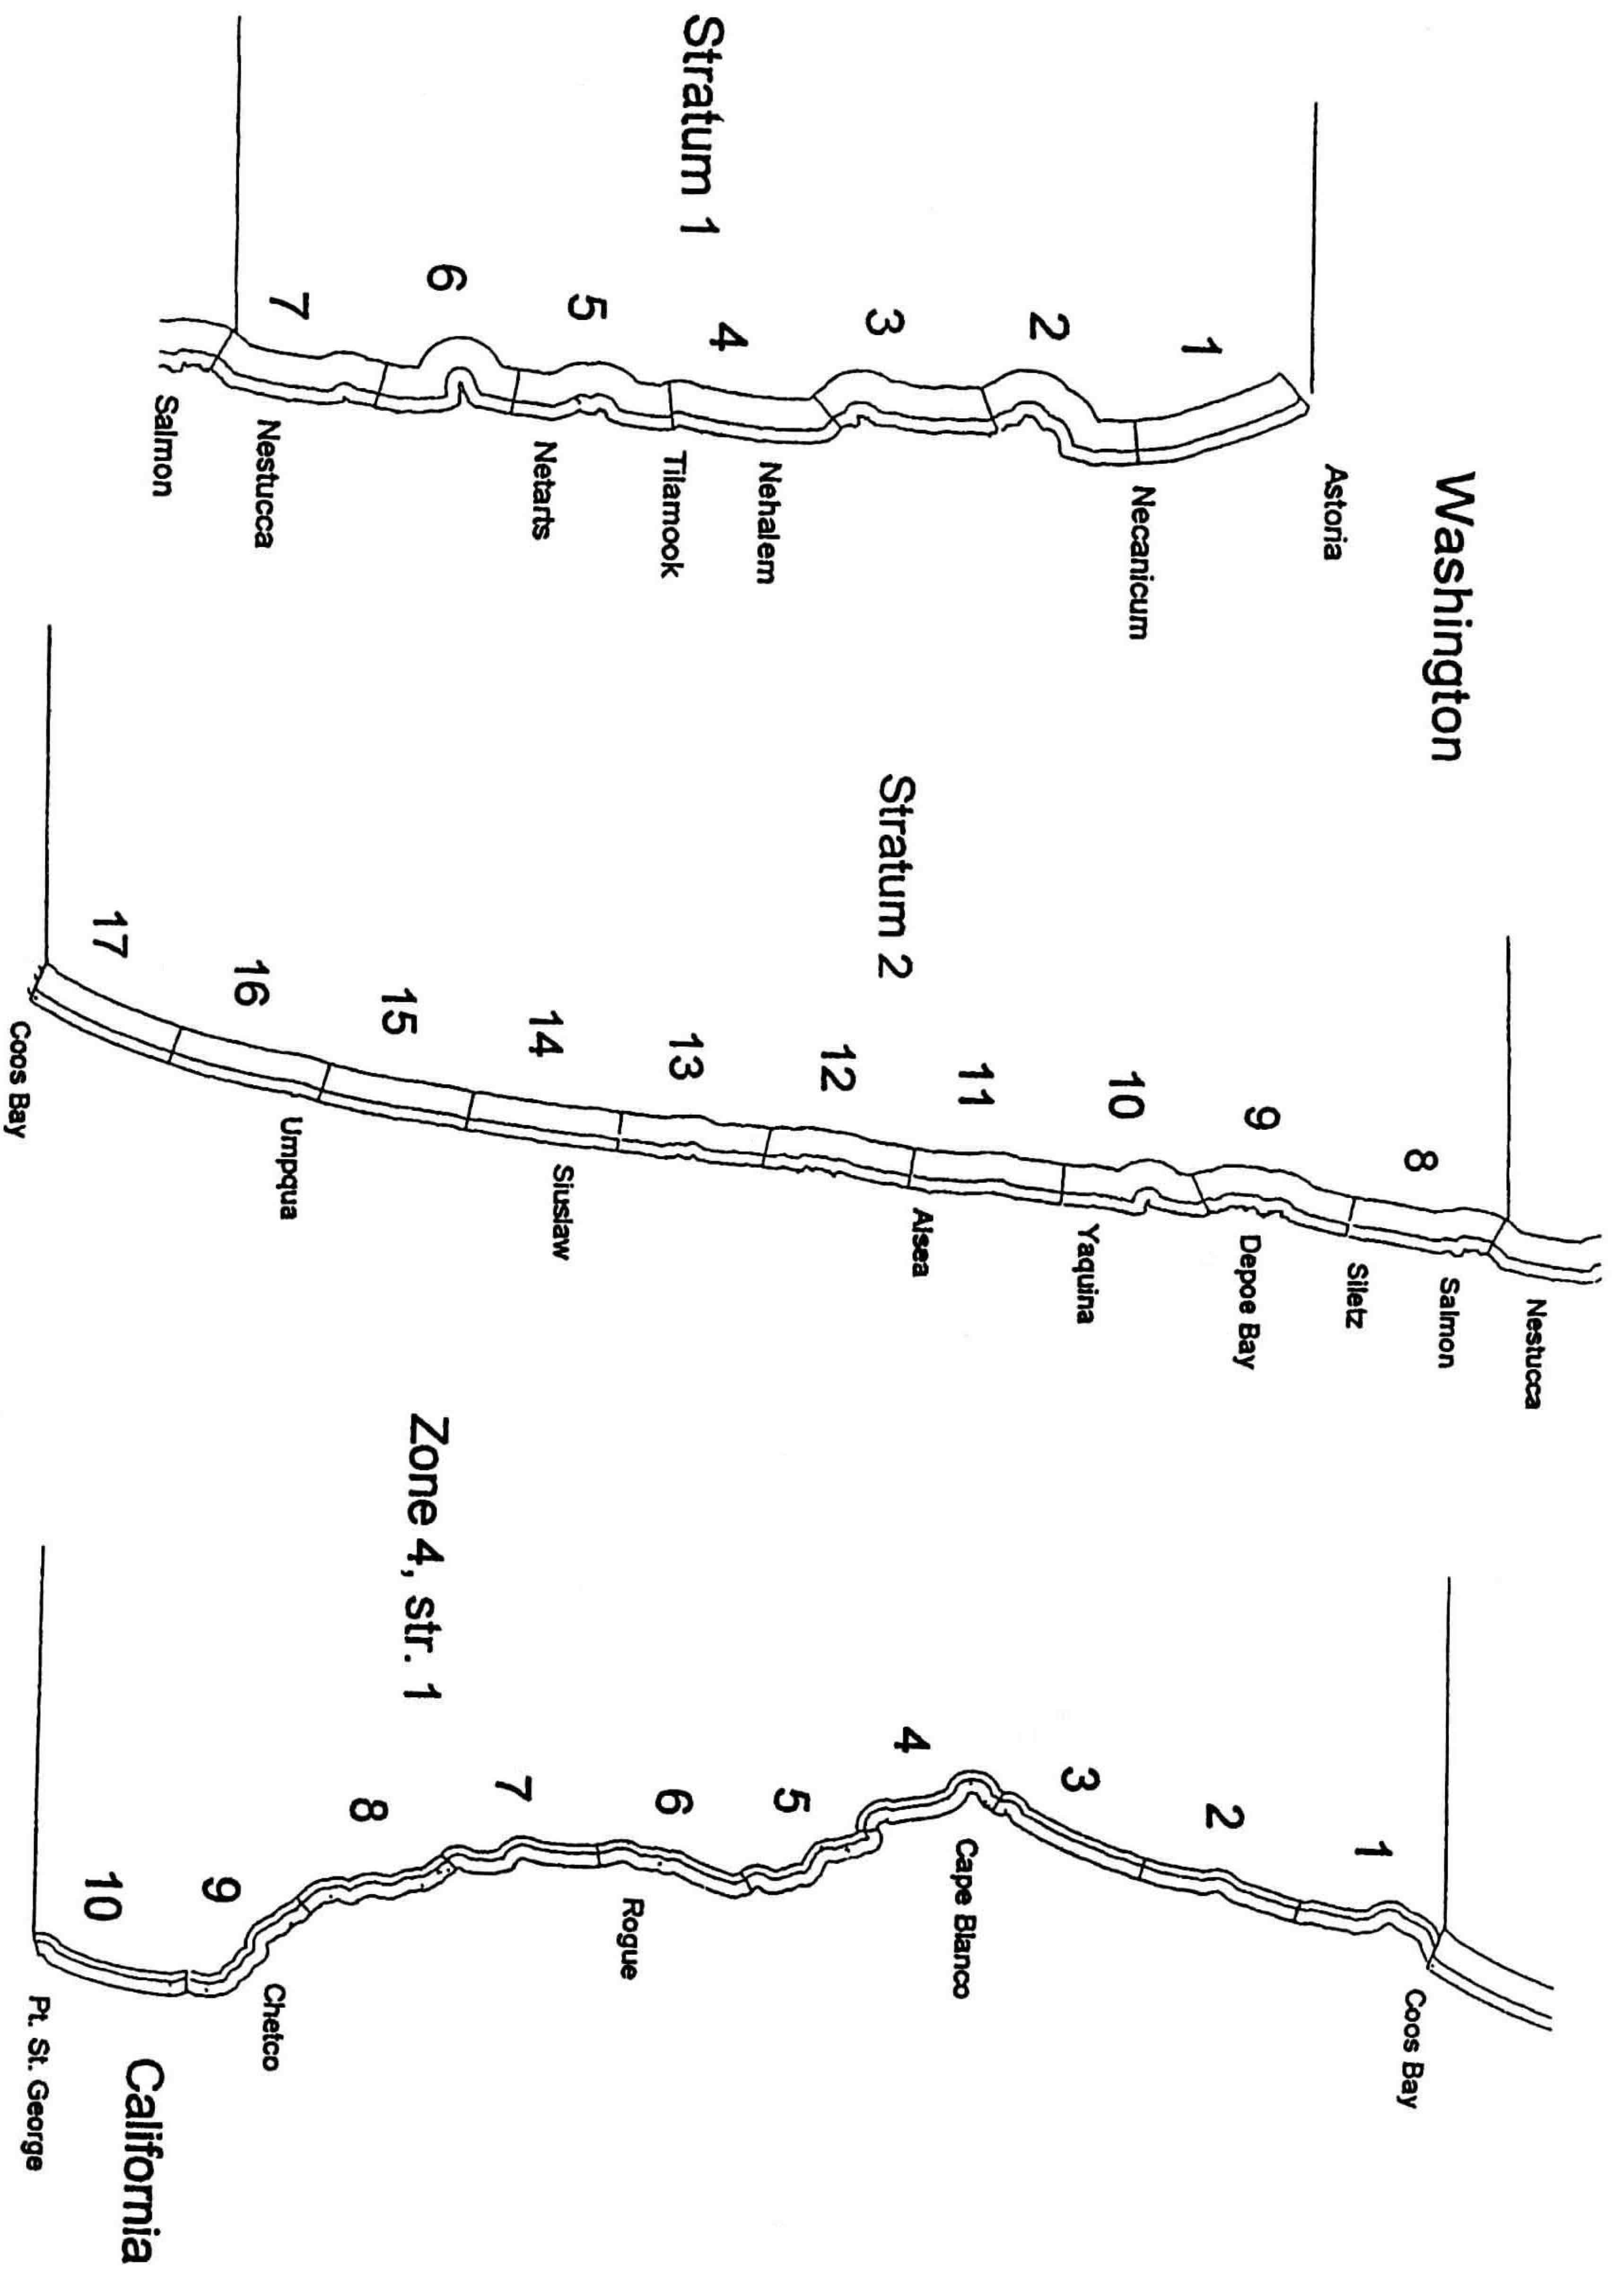 Washington
Astoria
1
Necanicum
2
3
Nehalem
4
Tilamook
5
Netarts
6
7
Nestucca
Salmon
Stratum 1
Nestucca
Salmon
8
Siletz
9
Depoe Bay
10
Yaquina
11
Alsea
12
13
14
Siuslaw
15
16
Umpqua
17
Coos Bay
Stratum 2
Coos Bay
1
2
3
Cape Blanco
4
5
6
Rogue
7
8
9
Chetco
10
Pt. St. George
Zone 4, str. 1
California